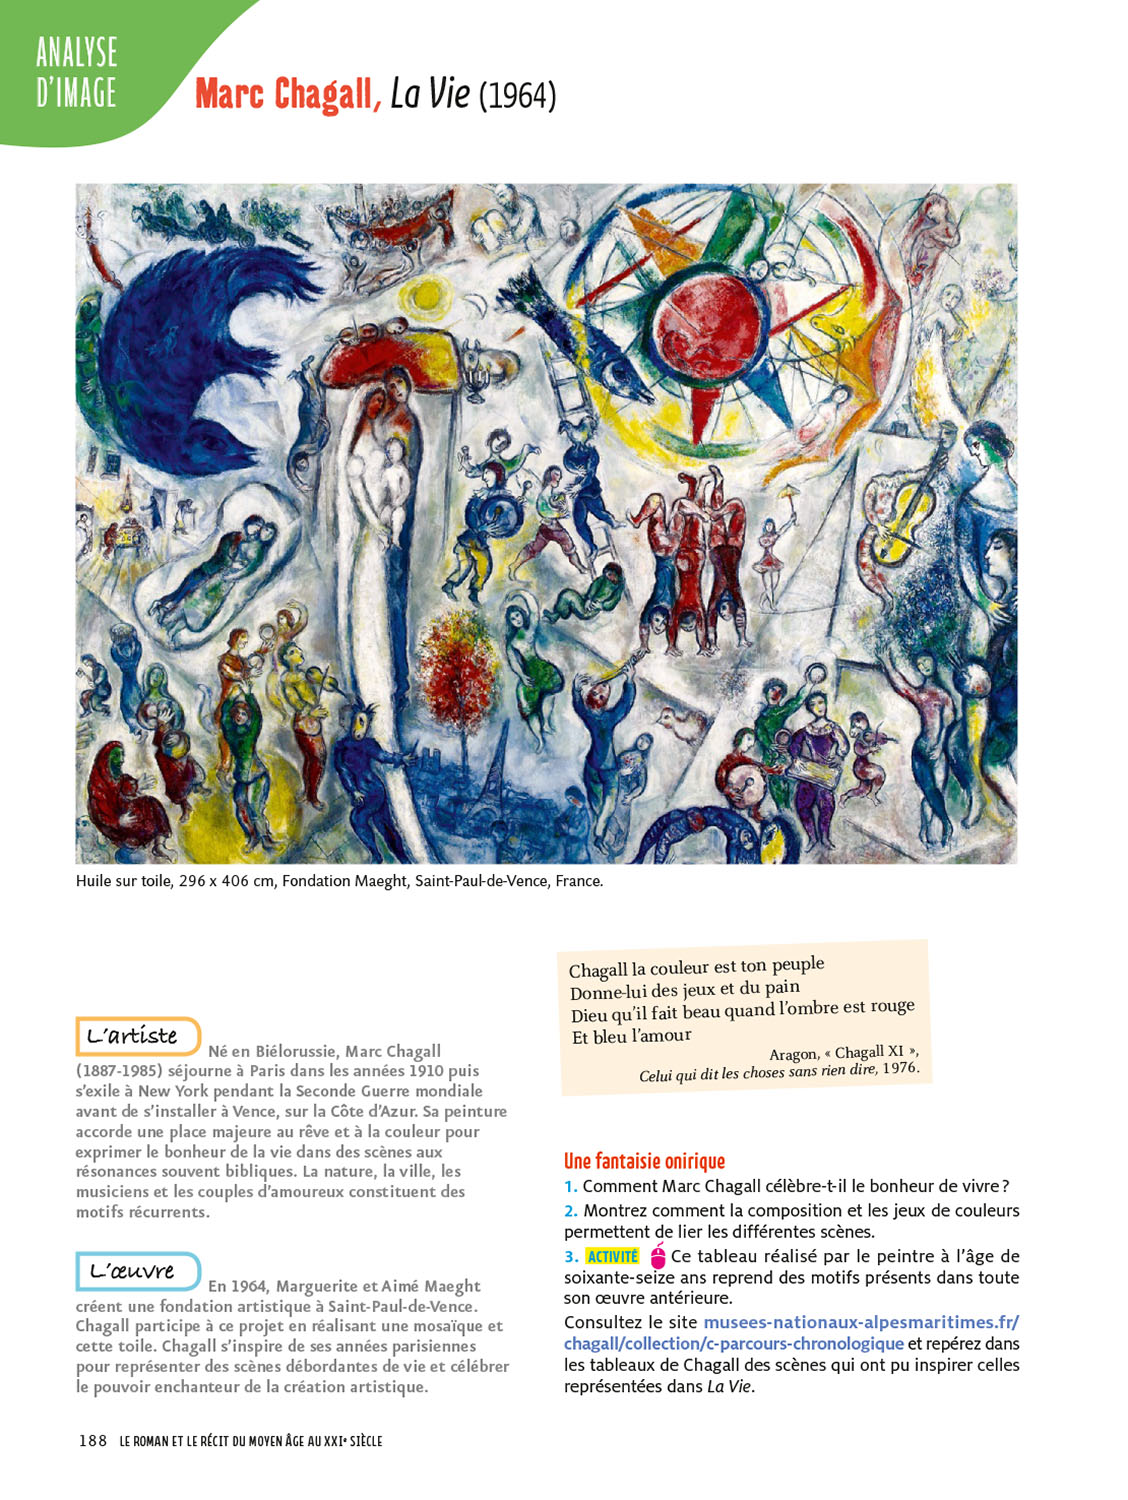 ANALYSE
D'IMAGE
Marc Chagall, La Vie (1964)
Huile sur toile, 296 x 406 cm, Fondation Maeght, Saint-Paul-de-Vence, France.
Chagall la couleur est ton peuple
Donne-lui des jeux et du pain
Dieu qu'il fait beau quand l'ombre est rouge
Et bleu l'amour
Aragon, « Chagall XI »,
Celui qui dit les choses sans rien dire, 1976.
L'artiste
Né en Biélorussie, Marc Chagall
(1887-1985) séjourne à Paris dans les années 1910 puis
s'exile à New York pendant la Seconde Guerre mondiale
avant de s'installer à Vence, sur la Côte d'Azur. Sa peinture
accorde une place majeure au rêve et à la couleur pour
exprimer le bonheur de la vie dans des scènes aux
résonances souvent bibliques. La nature, la ville, les
musiciens et les couples d'amoureux constituent des
motifs récurrents.
L'œuvre
En 1964, Marguerite et Aimé Maeght
créent une fondation artistique à Saint-Paul-de-Vence.
Chagall participe à ce projet en réalisant une mosaïque et
cette toile. Chagall s'inspire de ses années parisiennes
pour représenter des scènes débordantes de vie et célébrer
le pouvoir enchanteur de la création artistique.
Une fantaisie onirique
1. Comment Marc Chagall célèbre-t-il le bonheur de vivre ?
2. Montrez comment la composition et les jeux de couleurs
permettent de lier les différentes scènes.
3. ACTIVITÉ Ce tableau réalisé par le peintre à l'âge de
soixante-seize ans reprend des motifs présents dans toute
son œuvre antérieure.
Consultez le site musees-nationaux-alpesmaritimes.fr/
chagall/collection/c-parcours-chronologique et repérez dans
les tableaux de Chagall des scènes qui ont pu inspirer celles
représentées dans La Vie.
188 LE ROMAN ET LE RÉCIT DU MOYEN ÂGE AU XXIe SIÈCLE